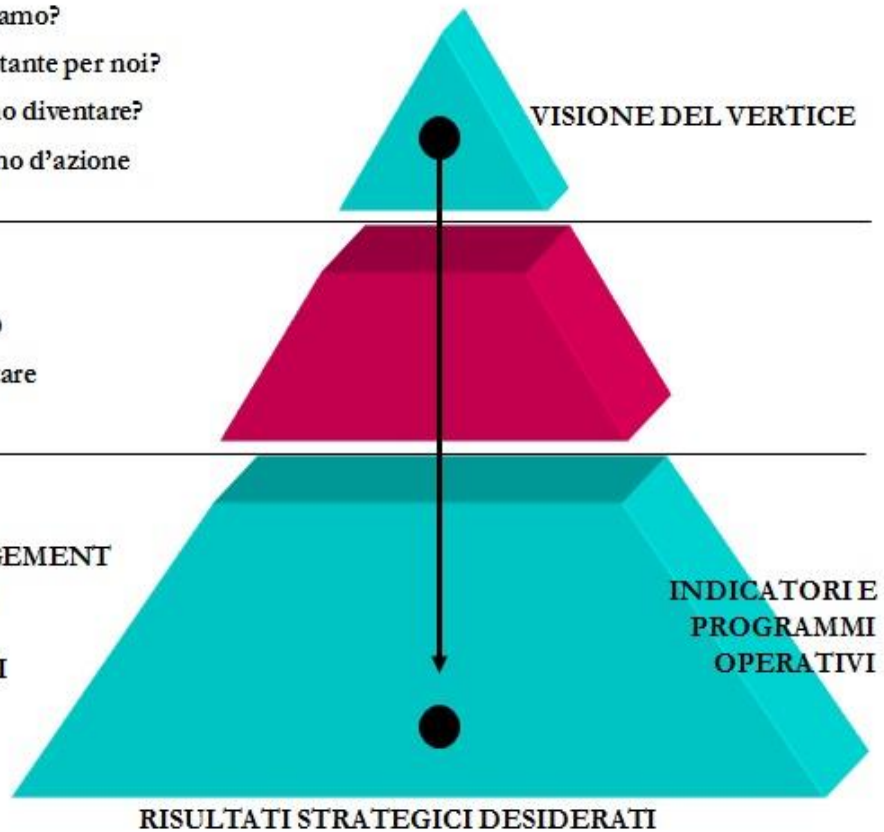 amo?
tante per noi?
o diventare?
no d'azione
VISIONE DEL VERTICE
are
GEMENT
INDICATORI E
PROGRAMMI
OPERATIVI
I
RISULTATI STRATEGICI DESIDERATI